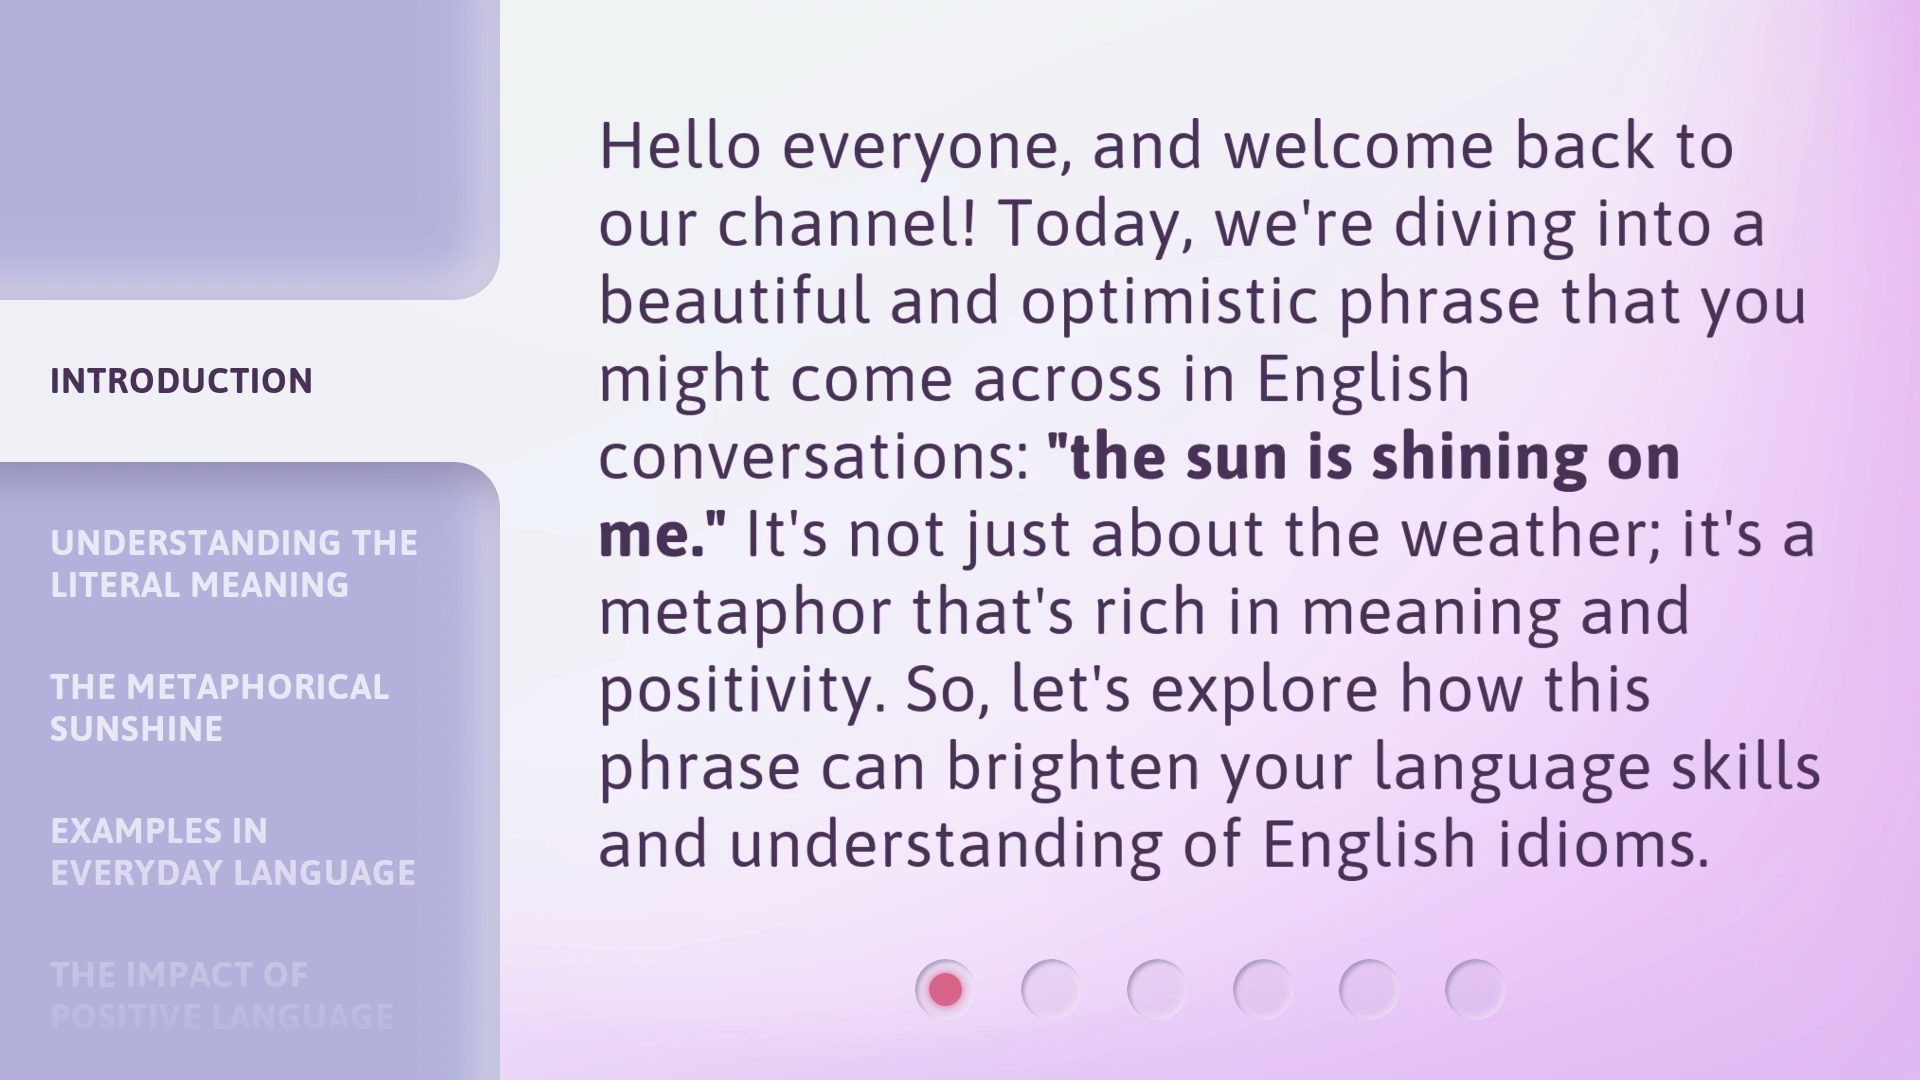 INTRODUCTION
UNDERSTANDING THE
LITERAL MEANING
THE METAPHORICAL
SUNSHINE
EXAMPLES IN
EVERYDAY LANGUAGE
THE IMPACT OF
POSITIVE LANGUAGE
Hello everyone, and welcome back to
our channel! Today, we're diving into a
beautiful and optimistic phrase that you
might come across in English
conversations: "the sun is shining on
me." It's not just about the weather; it's a
metaphor that's rich in meaning and
positivity. So, let's explore how this
phrase can brighten your language skills
and understanding of English idioms.